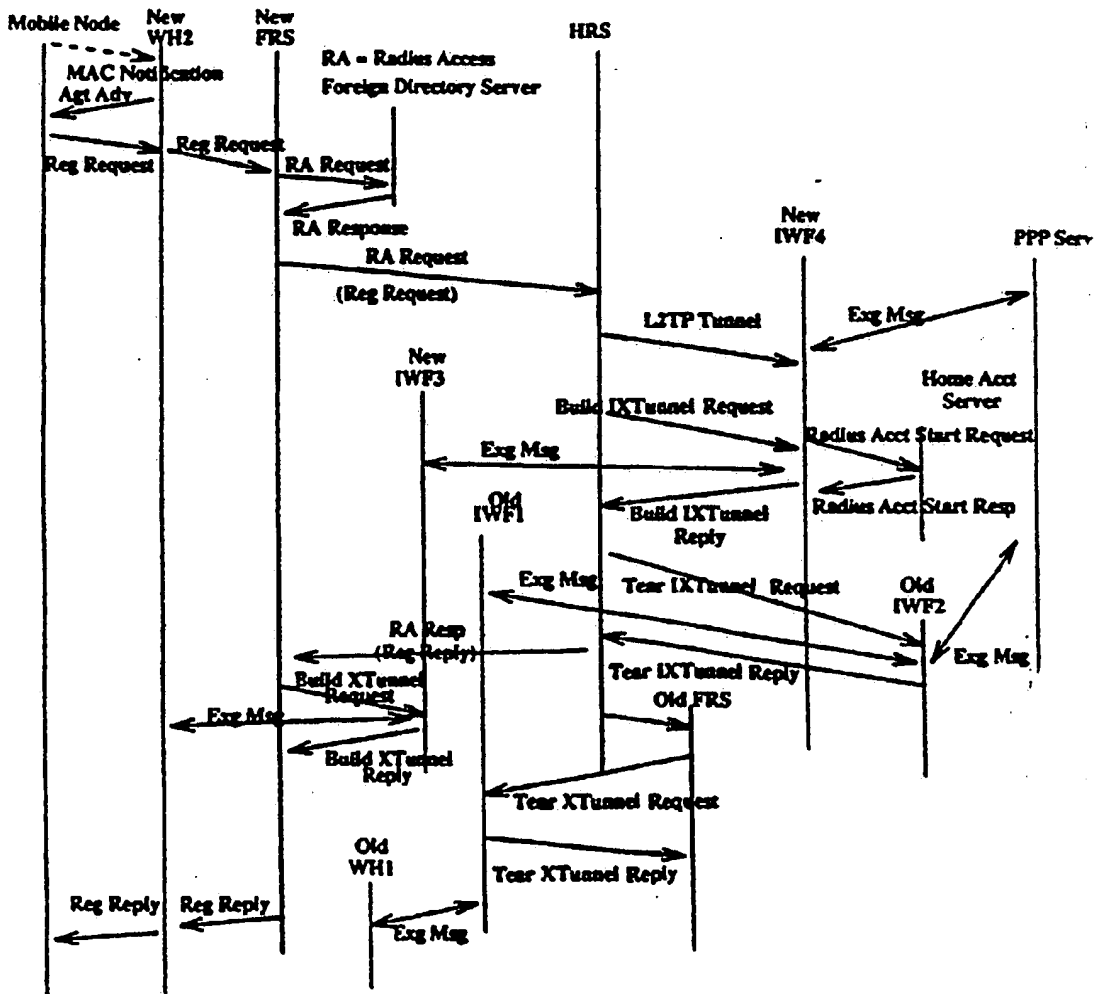 Mobile Node
New
WH2
New
FRS
HRS
RA = Radius Access
Foreign Directory Server
MAC Notification
Agt Adv
Reg Request
Reg Request
RA Request
RA Response
RA Request
(Reg Request)
New
IWF4
PPP Serv
L2TP Tunnel
Exg Msg
New
IWF3
Home Acct
Server
Build IXTunnel Request
Radius Acct Start Request
Exg Msg
Old
IWF1
Build IXTunnel
Reply
Radius Acct Start Resp
Exg Msg
Tear IXTunnel Request
Old
IWF2
RA Resp
(Reg Reply)
Exg Msg
Tear IXTunnel Reply
Build XTunnel
Request
Old FRS
Exg Msg
Build XTunnel
Reply
Tear XTunnel Request
Old
WH1
Tear XTunnel Reply
Reg Reply
Reg Reply
Exg Msg